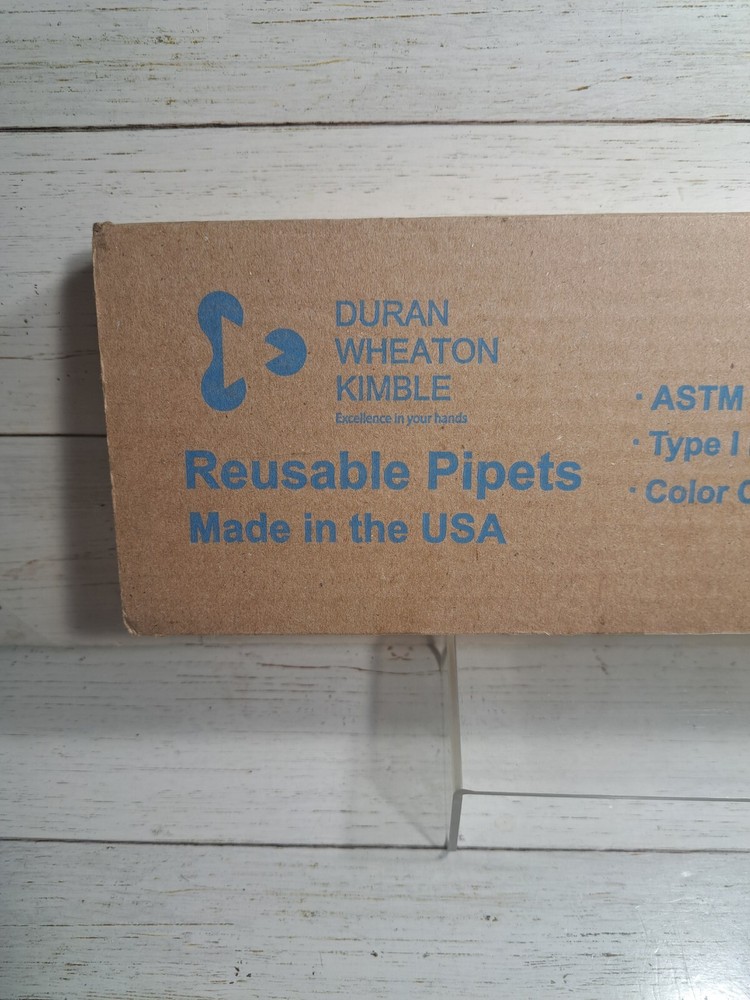 DURAN
WHEATON
KIMBLE
Excellence in your hands
Reusable Pipets
Made in the USA
· ASTM
· Type I
· Color